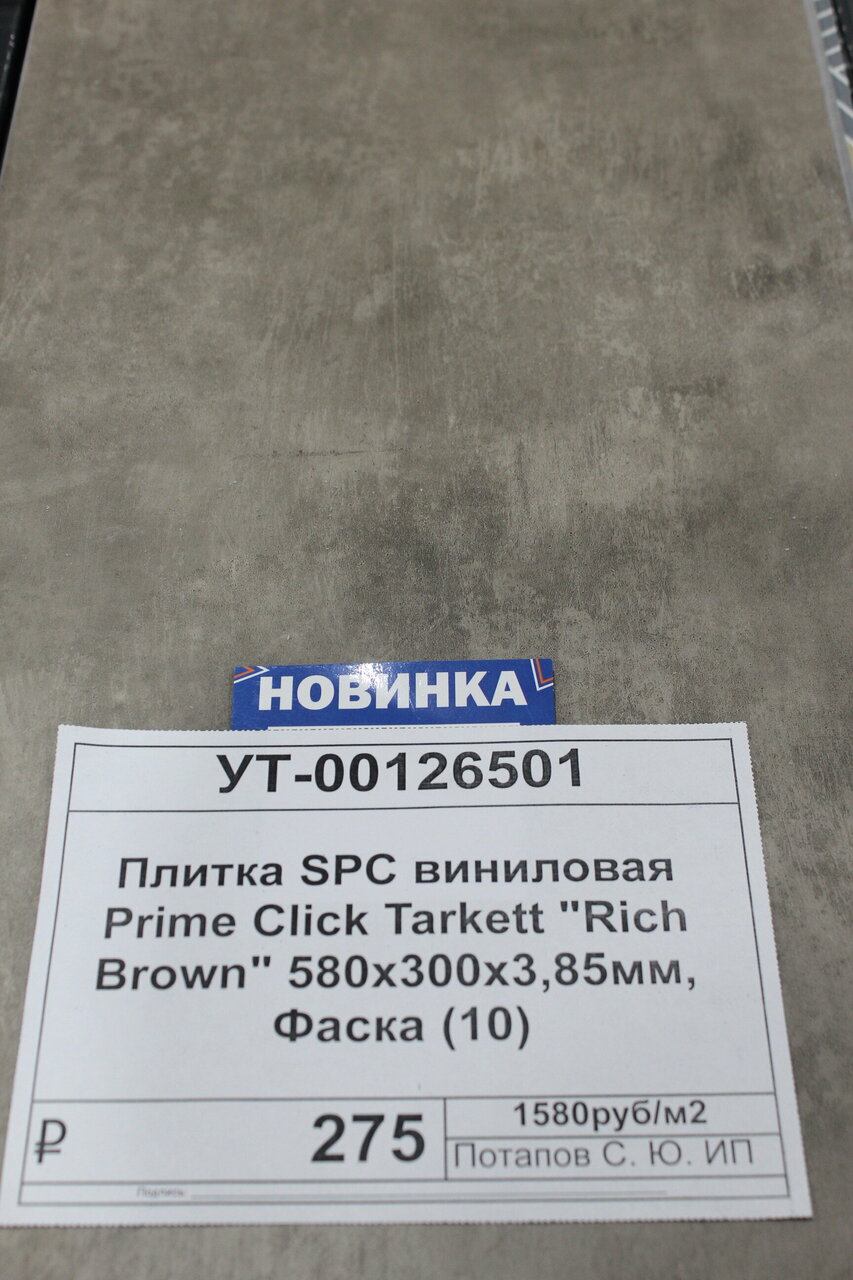 НОВИНКА
УТ-00126501
Плитка SPC виниловая
Prime Click Tarkett "Rich
Brown" 580x300x3,85мм,
Фаска (10)
₽ 275
1580руб/м2
Потапов С. Ю. ИП
Подпись